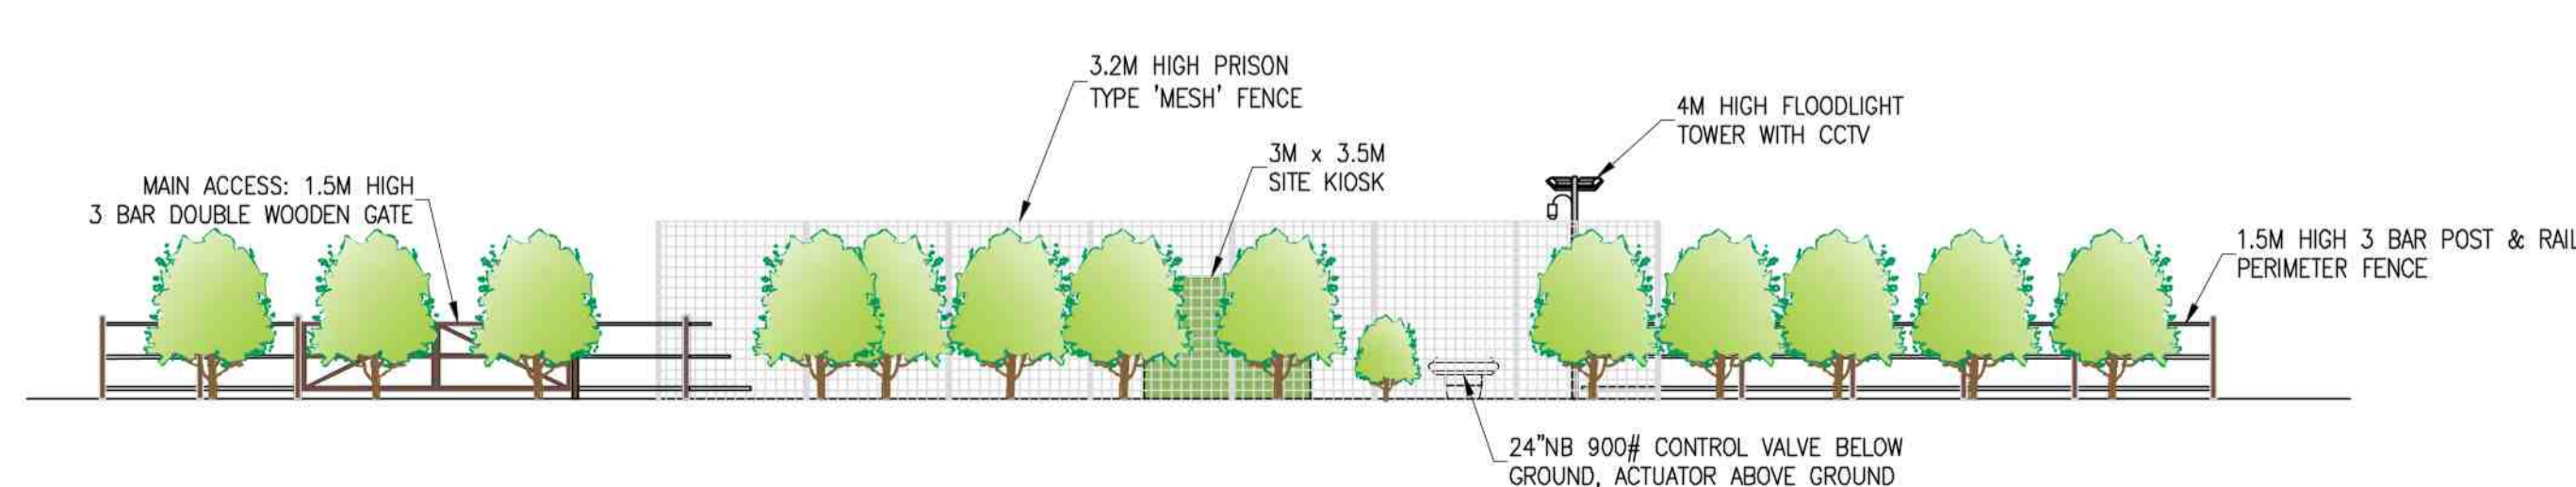 3.2M HIGH PRISON
TYPE 'MESH' FENCE
4M HIGH FLOODLIGHT
TOWER WITH CCTV
3M x 3.5M
SITE KIOSK
MAIN ACCESS: 1.5M HIGH
3 BAR DOUBLE WOODEN GATE
1.5M HIGH 3 BAR POST & RAIL
PERIMETER FENCE
24"NB 900# CONTROL VALVE BELOW
GROUND, ACTUATOR ABOVE GROUND